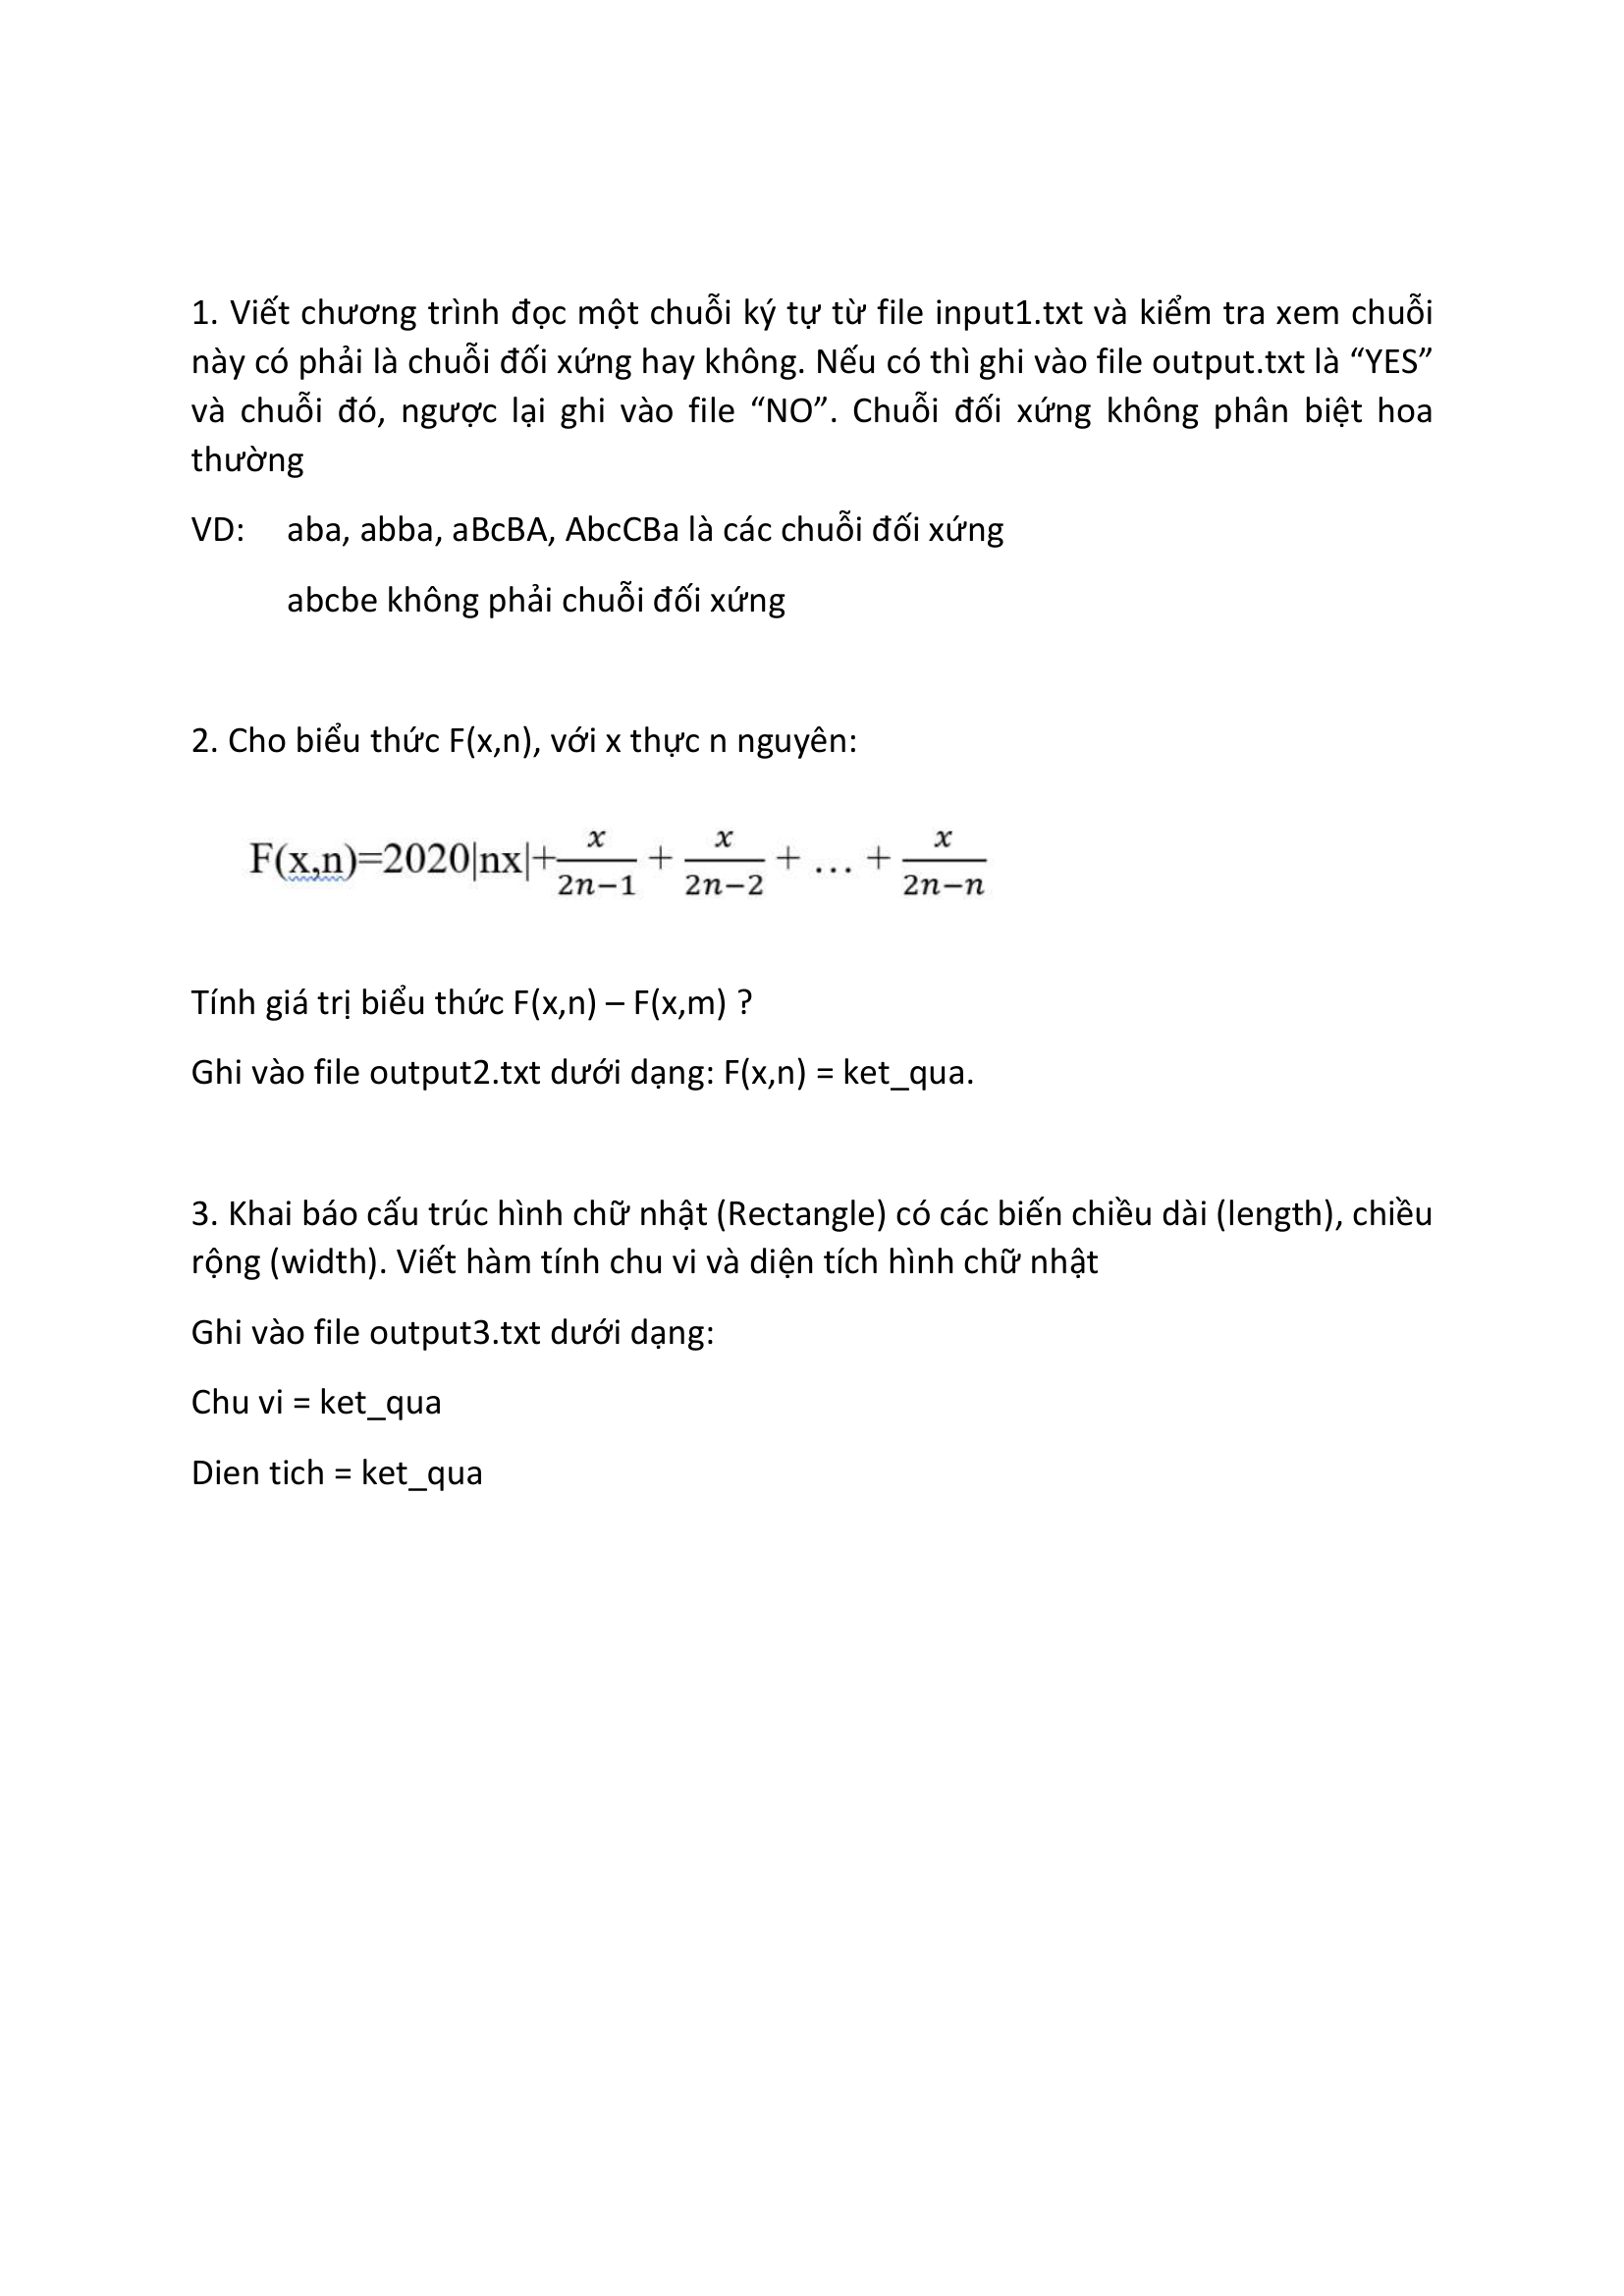 1. Viết chương trình đọc một chuỗi ký tự từ file input1.txt và kiểm tra xem chuỗi
này có phải là chuỗi đối xứng hay không. Nếu có thì ghi vào file output.txt là “YES”
và chuỗi đó, ngược lại ghi vào file “NO”. Chuỗi đối xứng không phân biệt hoa
thường
VD: aba, abba, aBcBA, AbcCBa là các chuỗi đối xứng
abcbe không phải chuỗi đối xứng
2. Cho biểu thức F(x,n), với x thực n nguyên:
F(x,n)=2020|nx|+\frac{x}{2n-1} + \frac{x}{2n-2} + … + \frac{x}{2n-n}
Tính giá trị biểu thức F(x,n) – F(x,m) ?
Ghi vào file output2.txt dưới dạng: F(x,n) = ket_qua.
3. Khai báo cấu trúc hình chữ nhật (Rectangle) có các biến chiều dài (length), chiều
rộng (width). Viết hàm tính chu vi và diện tích hình chữ nhật
Ghi vào file output3.txt dưới dạng:
Chu vi = ket_qua
Dien tich = ket_qua